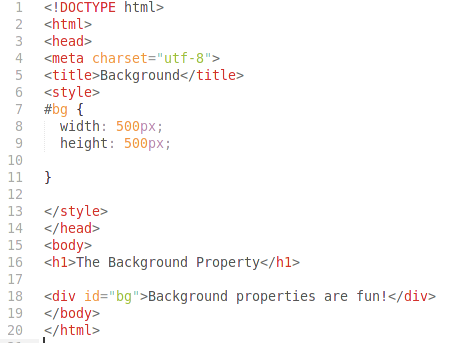 1 <!DOCTYPE html>
2 <html>
3 <head>
4 <meta charset="utf-8">
5 <title>Background</title>
6 <style>
7 #bg {
8   width: 500px;
9   height: 500px;
10
11 }
12
13 </style>
14 </head>
15 <body>
16 <h1>The Background Property</h1>
17
18 <div id="bg">Background properties are fun!</div>
19 </body>
20 </html>